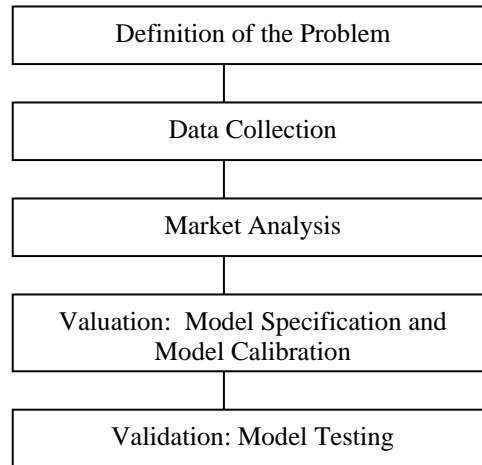 Definition of the Problem
Data Collection
Market Analysis
Valuation: Model Specification and
Model Calibration
Validation: Model Testing